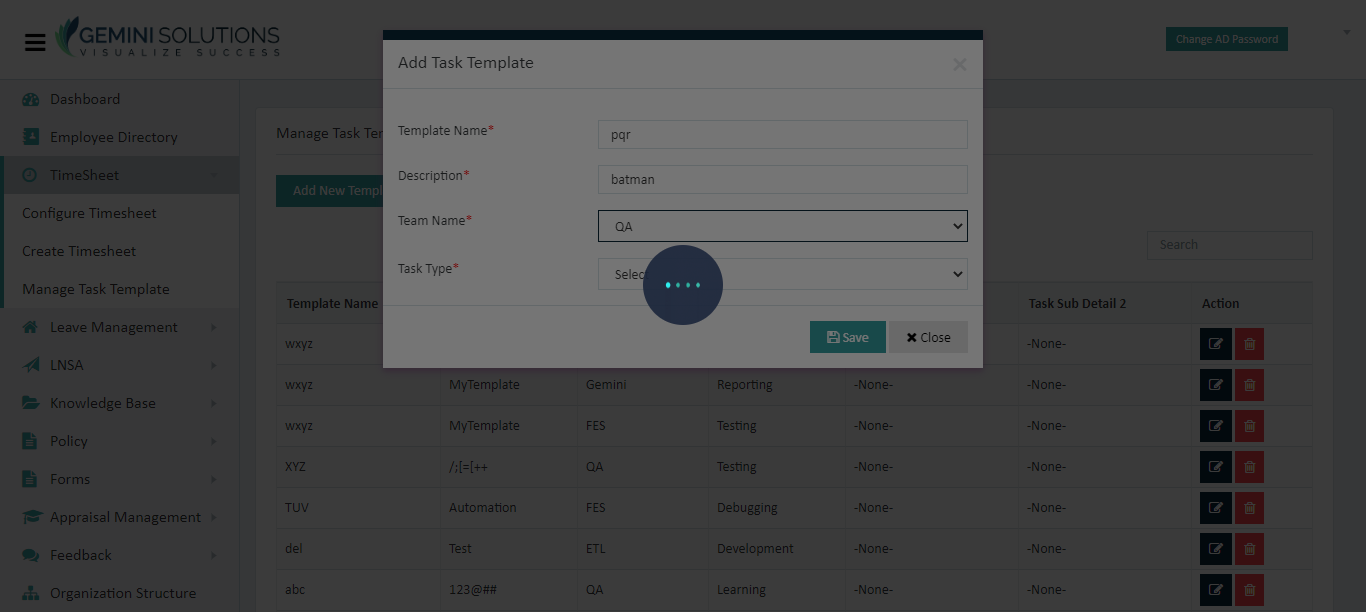 GEMINI SOLUTIONS
VISUALIZE SUCCESS
Change AD Password
Dashboard
Employee Directory
TimeSheet
Configure Timesheet
Create Timesheet
Manage Task Template
Leave Management
LNSA
Knowledge Base
Policy
Forms
Appraisal Management
Feedback
Organization Structure
Manage Task Te
Add New Templ
Search
Add Task Template
×
Template Name* pqr
Description* batman
Team Name* QA
Task Type* Selec
Save Close
Template Name Task Sub Detail 2 Action
wxyz -None-
wxyz MyTemplate Gemini Reporting -None- -None-
wxyz MyTemplate FES Testing -None- -None-
XYZ /;[=[++ QA Testing -None- -None-
TUV Automation FES Debugging -None- -None-
del Test ETL Development -None- -None-
abc 123@## QA Learning -None- -None-